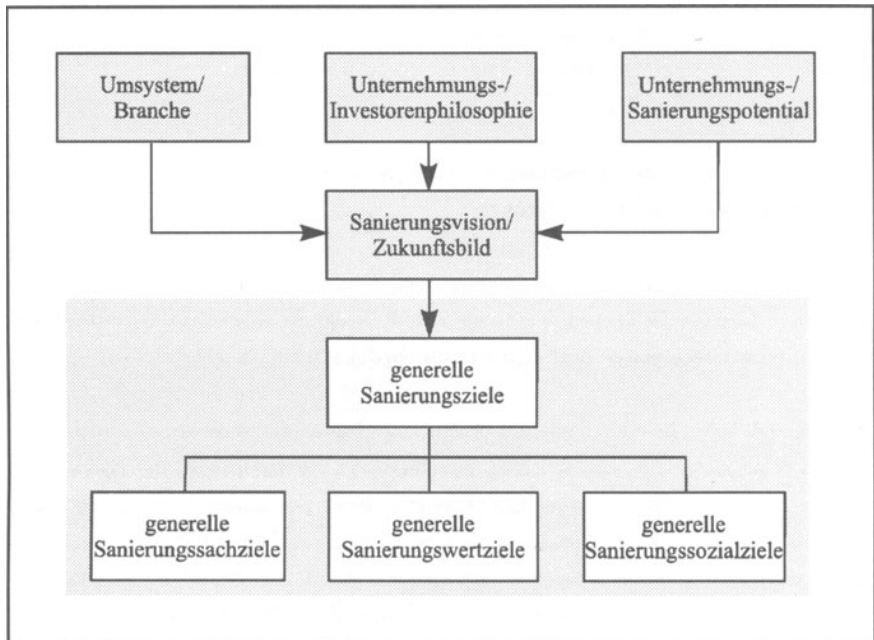 Umsystem/
Branche
Unternehmungs-/
Investorenphilosophie
Unternehmungs-/
Sanierungspotential
Sanierungsvision/
Zukunftsbild
generelle
Sanierungsziele
generelle
Sanierungssachziele
generelle
Sanierungswertziele
generelle
Sanierungssozialziele